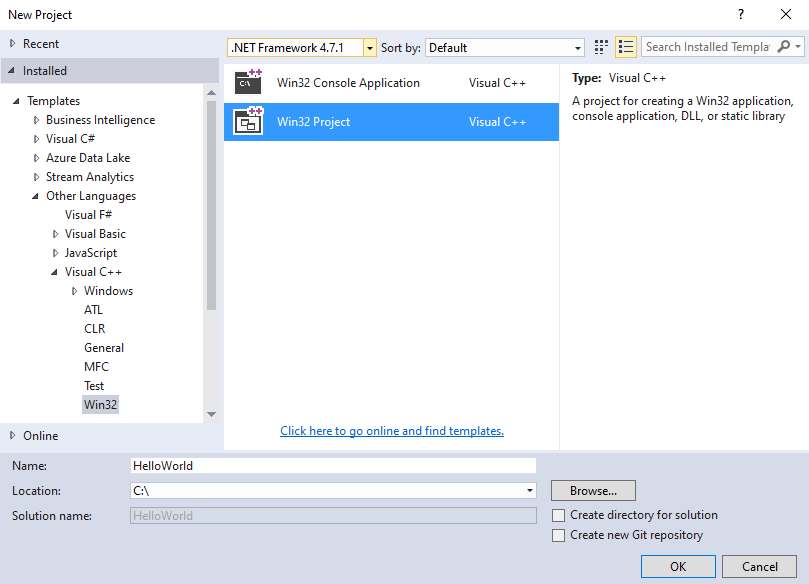 New Project
?
Recent
Installed
Templates
Business Intelligence
Visual C#
Azure Data Lake
Stream Analytics
Other Languages
Visual F#
Visual Basic
JavaScript
Visual C++
Windows
ATL
CLR
General
MFC
Test
Win32
Online
.NET Framework 4.7.1 Sort by: Default
Search Installed Templa
C:\ Win32 Console Application Visual C++
Win32 Project Visual C++
Click here to go online and find templates.
Type: Visual C++
A project for creating a Win32 application,
console application, DLL, or static library
Name: HelloWorld
Location: C:\ Browse...
Solution name: HelloWorld
Create directory for solution
Create new Git repository
OK Cancel